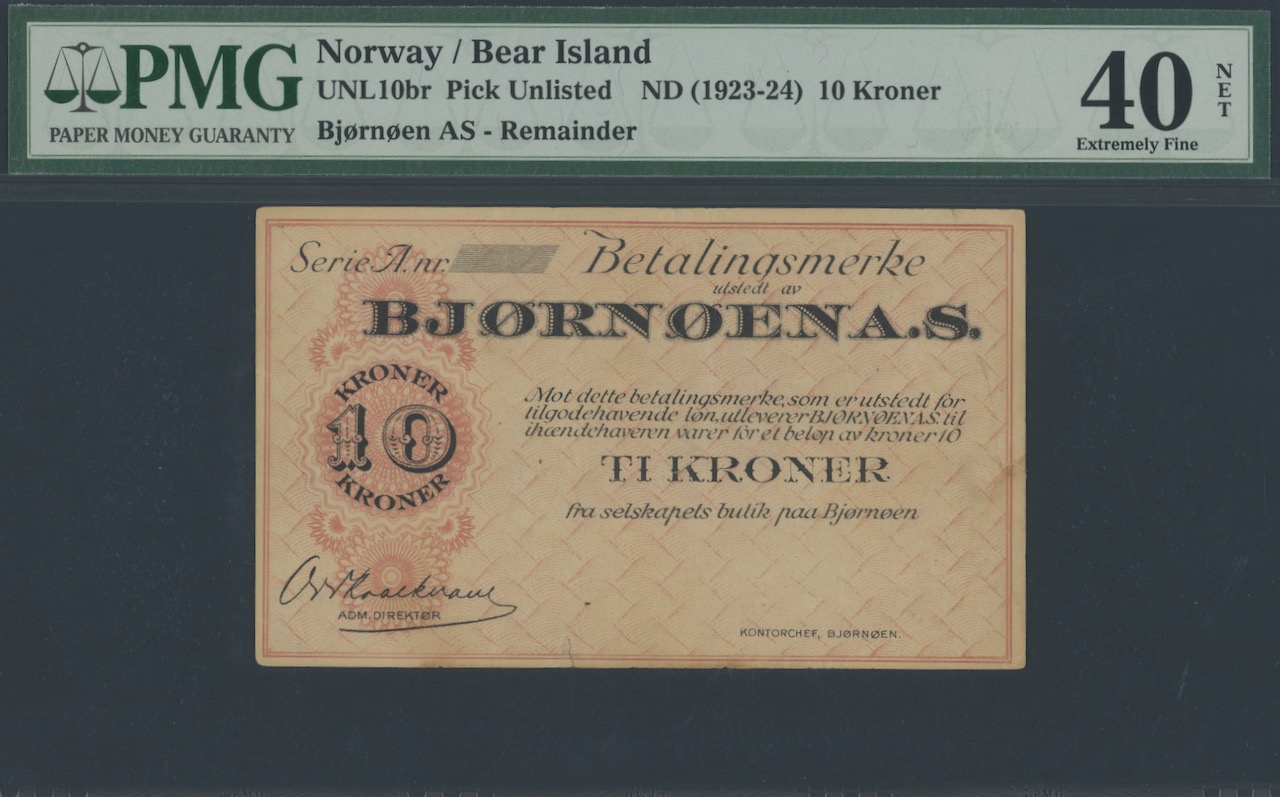 PMG
PAPER MONEY GUARANTY
Norway / Bear Island
UNL10br Pick Unlisted ND (1923-24) 10 Kroner
Bjørnøen AS - Remainder
40
NET
Extremely Fine
Serie A. nr.
Betalingsmerke
utstedt av
BJØRNØEN A.S.
KRONER
10
KRONER
Mot dette betalingsmerke, som er utstedt for
tilgodehavende løn, utleverer BJØRNØEN A.S. til
ihændehaveren varer for et beløp av kroner 10
TI KRONER
fra selskapets butik paa Bjørnøen
ADM. DIREKTØR
KONTORCHEF, BJØRNØEN.